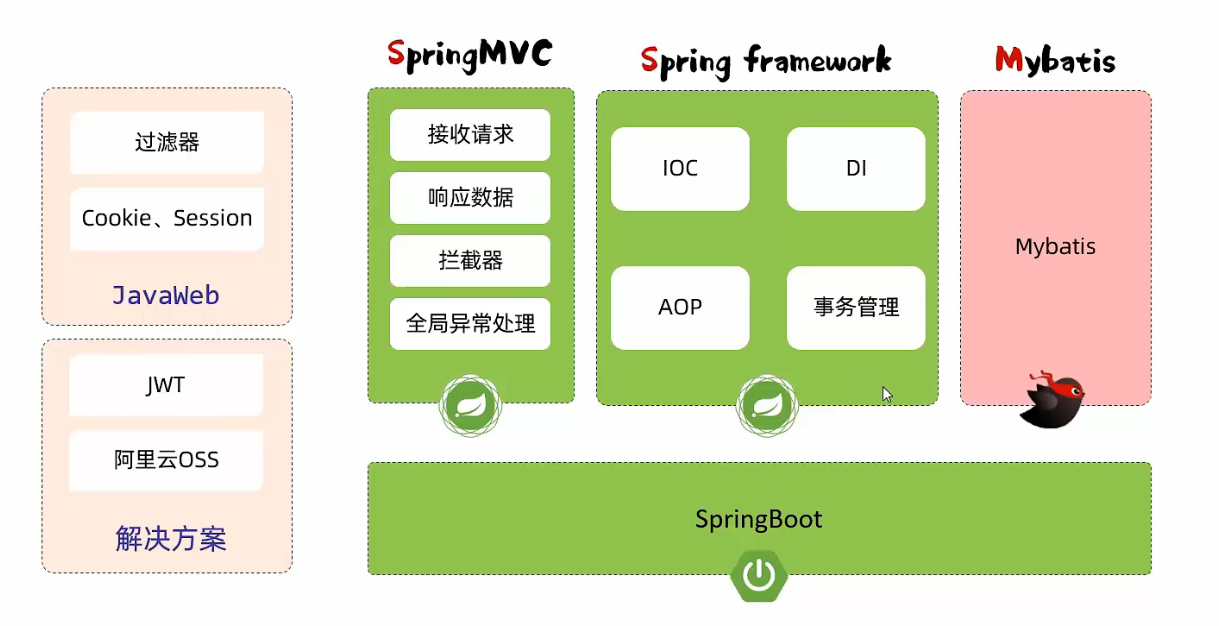 过滤器
Cookie、Session
JavaWeb
JWT
阿里云OSS
解决方案
SpringMVC
接收请求
响应数据
拦截器
全局异常处理
Spring framework
IOC
DI
AOP
事务管理
Mybatis
Mybatis
SpringBoot